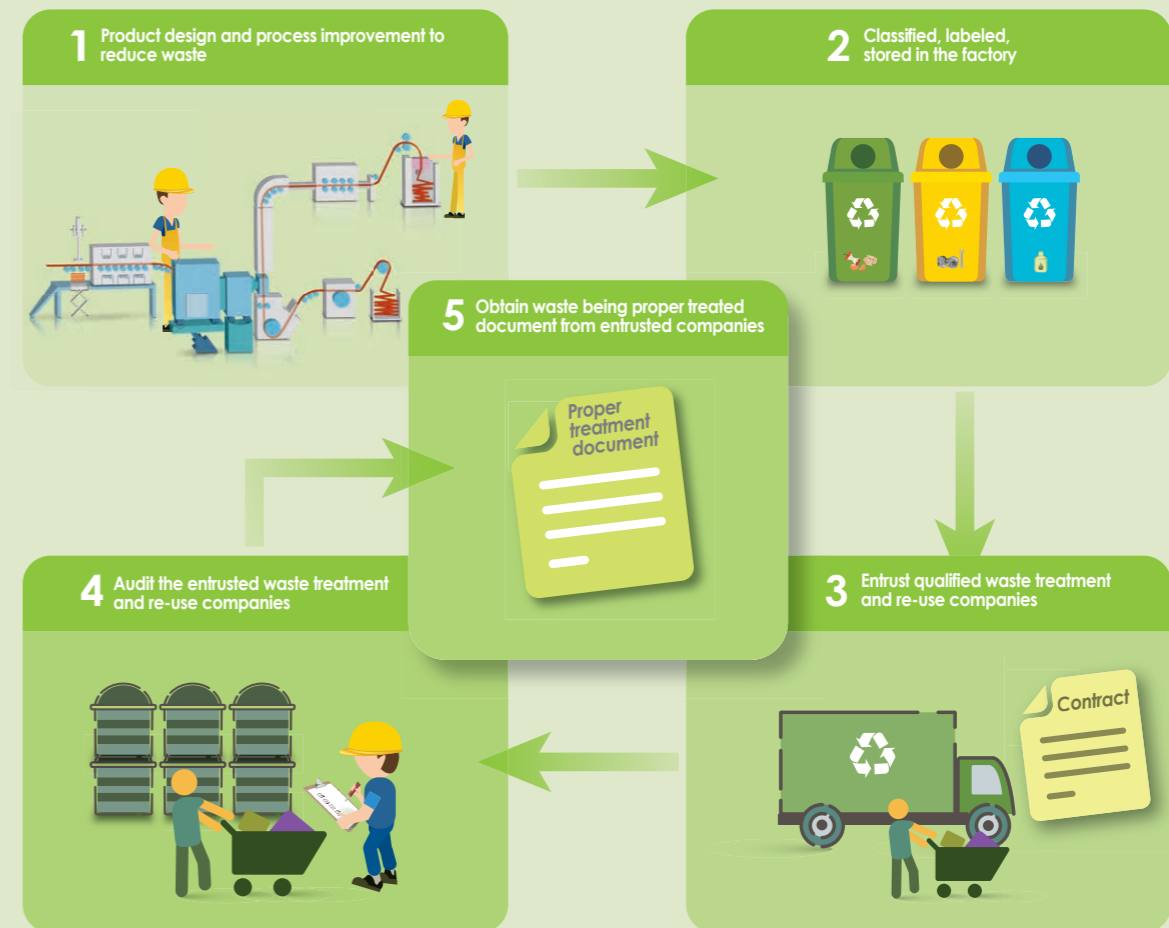 1 Product design and process improvement to
reduce waste
2 Classified, labeled,
stored in the factory
3 Entrust qualified waste treatment
and re-use companies
Contract
4 Audit the entrusted waste treatment
and re-use companies
5 Obtain waste being proper treated
document from entrusted companies
Proper
treatment
document